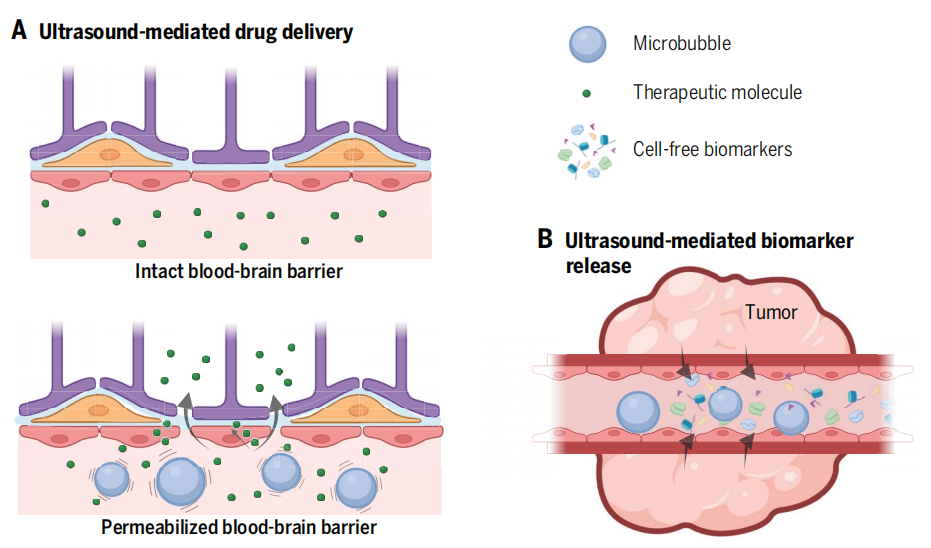 A Ultrasound-mediated drug delivery
Intact blood-brain barrier
Permeabilized blood-brain barrier
Microbubble
Therapeutic molecule
Cell-free biomarkers
B Ultrasound-mediated biomarker
release
Tumor